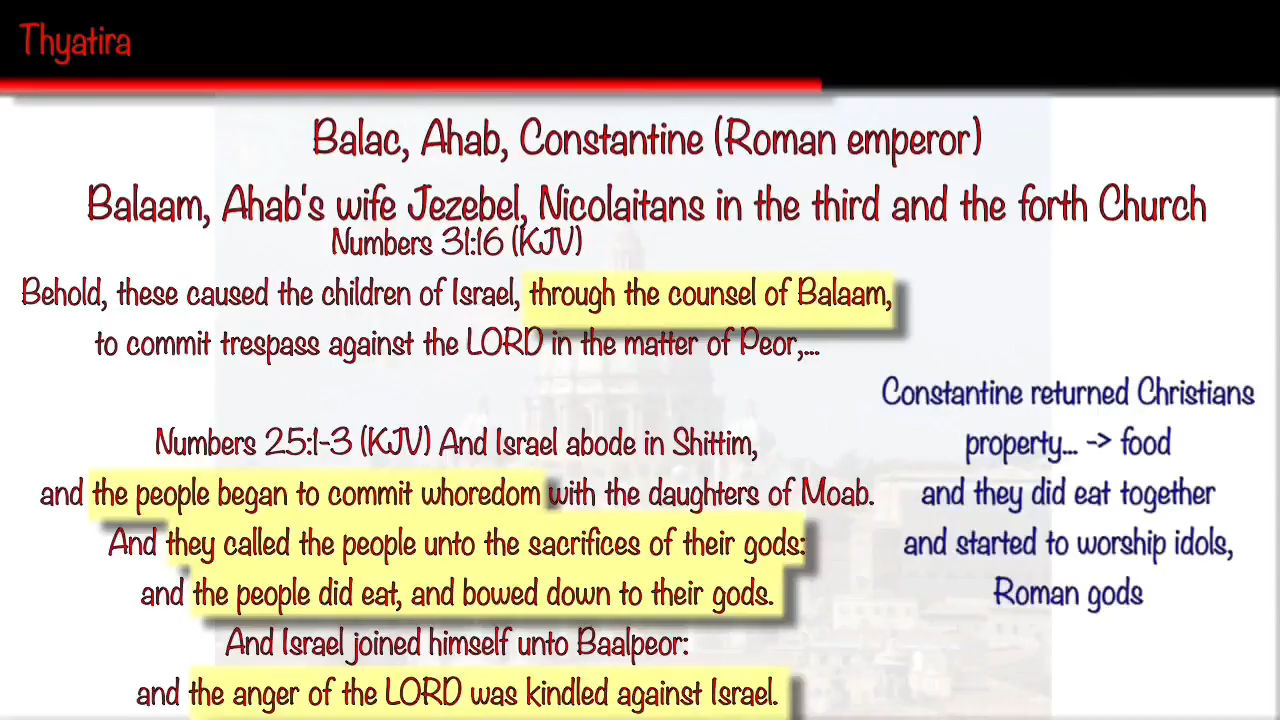 Thyatira
Balac, Ahab, Constantine (Roman emperor)
Balaam, Ahab's wife Jezebel, Nicolaitans in the third and the forth Church
Numbers 31:16 (KJV)
Behold, these caused the children of Israel, through the counsel of Balaam,
to commit trespass against the LORD in the matter of Peor,...
Numbers 25:1-3 (KJV) And Israel abode in Shittim,
and the people began to commit whoredom with the daughters of Moab.
And they called the people unto the sacrifices of their gods:
and the people did eat, and bowed down to their gods.
And Israel joined himself unto Baalpeor:
and the anger of the LORD was kindled against Israel.
Constantine returned Christians
property... -> food
and they did eat together
and started to worship idols,
Roman gods